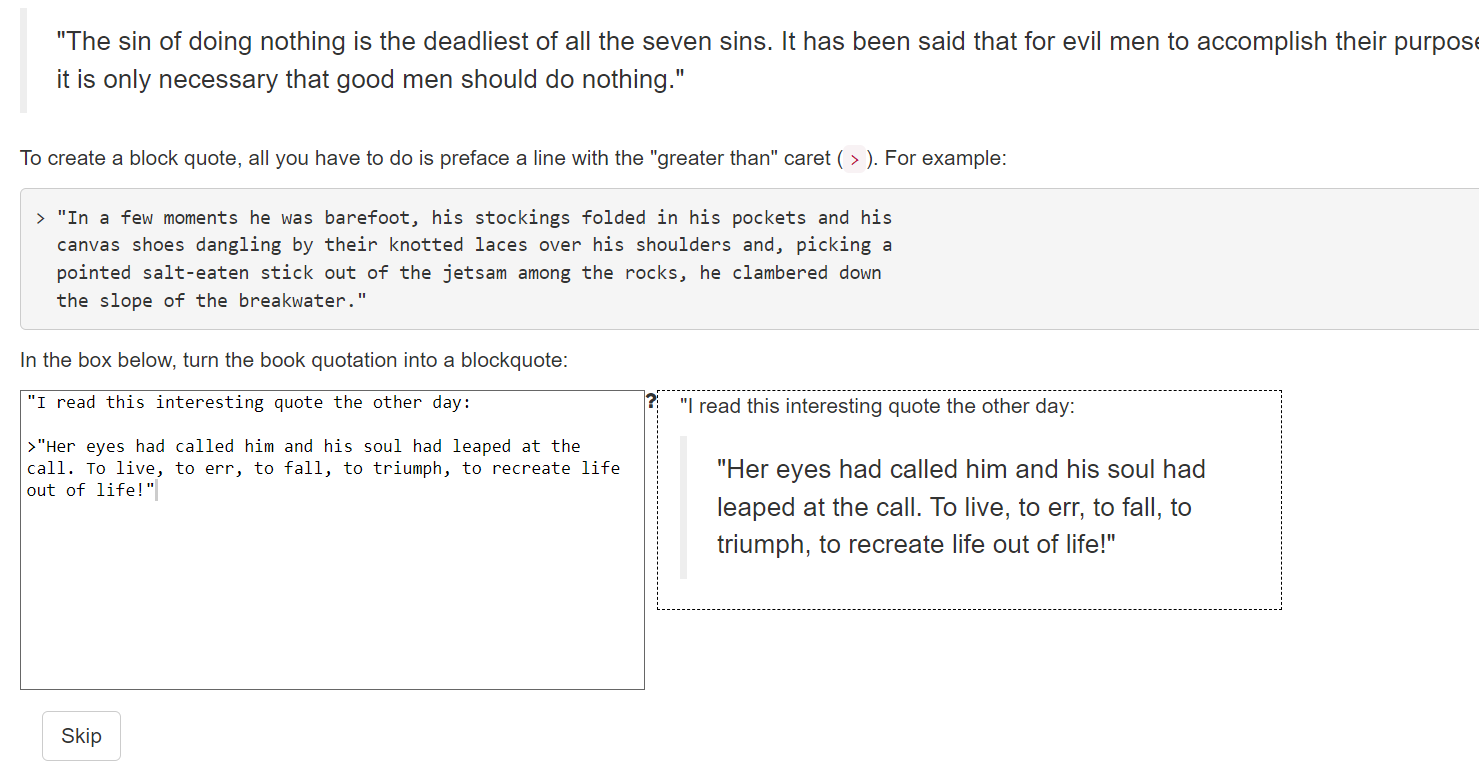 "The sin of doing nothing is the deadliest of all the seven sins. It has been said that for evil men to accomplish their purpose
it is only necessary that good men should do nothing."
To create a block quote, all you have to do is preface a line with the "greater than" caret ( > ). For example:
> "In a few moments he was barefoot, his stockings folded in his pockets and his
canvas shoes dangling by their knotted laces over his shoulders and, picking a
pointed salt-eaten stick out of the jetsam among the rocks, he clambered down
the slope of the breakwater."
In the box below, turn the book quotation into a blockquote:
"I read this interesting quote the other day:
>"Her eyes had called him and his soul had leaped at the
call. To live, to err, to fall, to triumph, to recreate life
out of life!"
?
"I read this interesting quote the other day:
"Her eyes had called him and his soul had
leaped at the call. To live, to err, to fall, to
triumph, to recreate life out of life!"
Skip